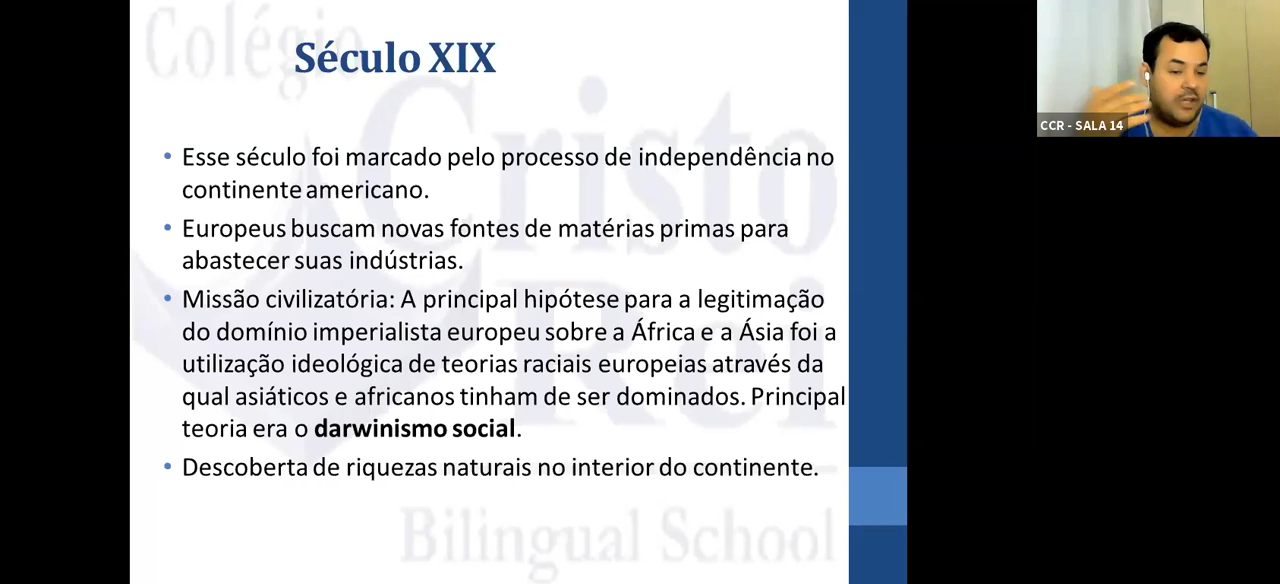 Colégio
Século XIX
Cristo
Rei
• Esse século foi marcado pelo processo de independência no
continente americano.
• Europeus buscam novas fontes de matérias primas para
abastecer suas indústrias.
• Missão civilizatória: A principal hipótese para a legitimação
do domínio imperialista europeu sobre a África e a Ásia foi a
utilização ideológica de teorias raciais europeias através da
qual asiáticos e africanos tinham de ser dominados. Principal
teoria era o darwinismo social.
• Descoberta de riquezas naturais no interior do continente.
Bilingual School
CCR - SALA 14